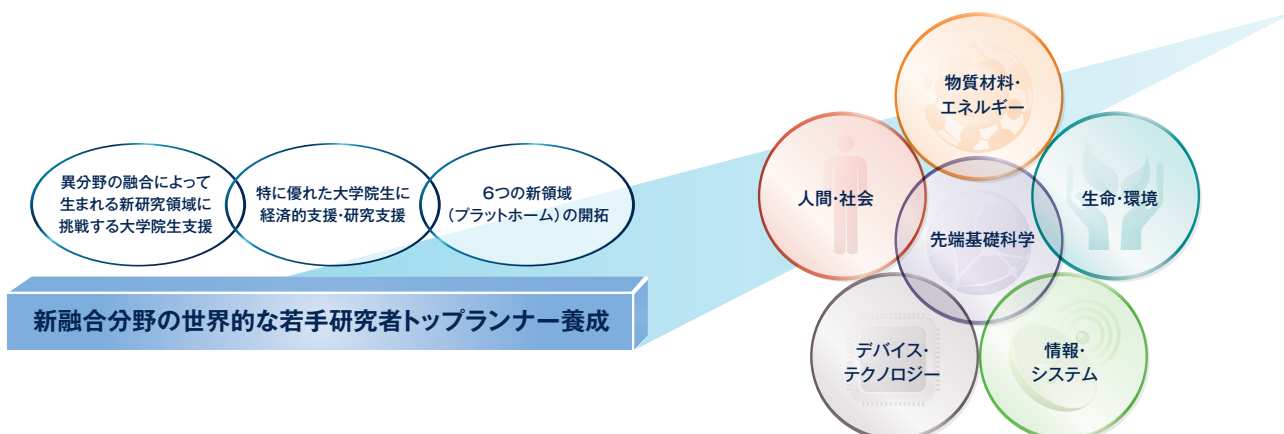 異分野の融合によって
生まれる新研究領域に
挑戦する大学院生支援
特に優れた大学院生に
経済的支援・研究支援
6つの新領域
(プラットホーム)の開拓
新融合分野の世界的な若手研究者トップランナー養成
物質材料・
エネルギー
人間・社会
生命・環境
先端基礎科学
デバイス・
テクノロジー
情報・
システム